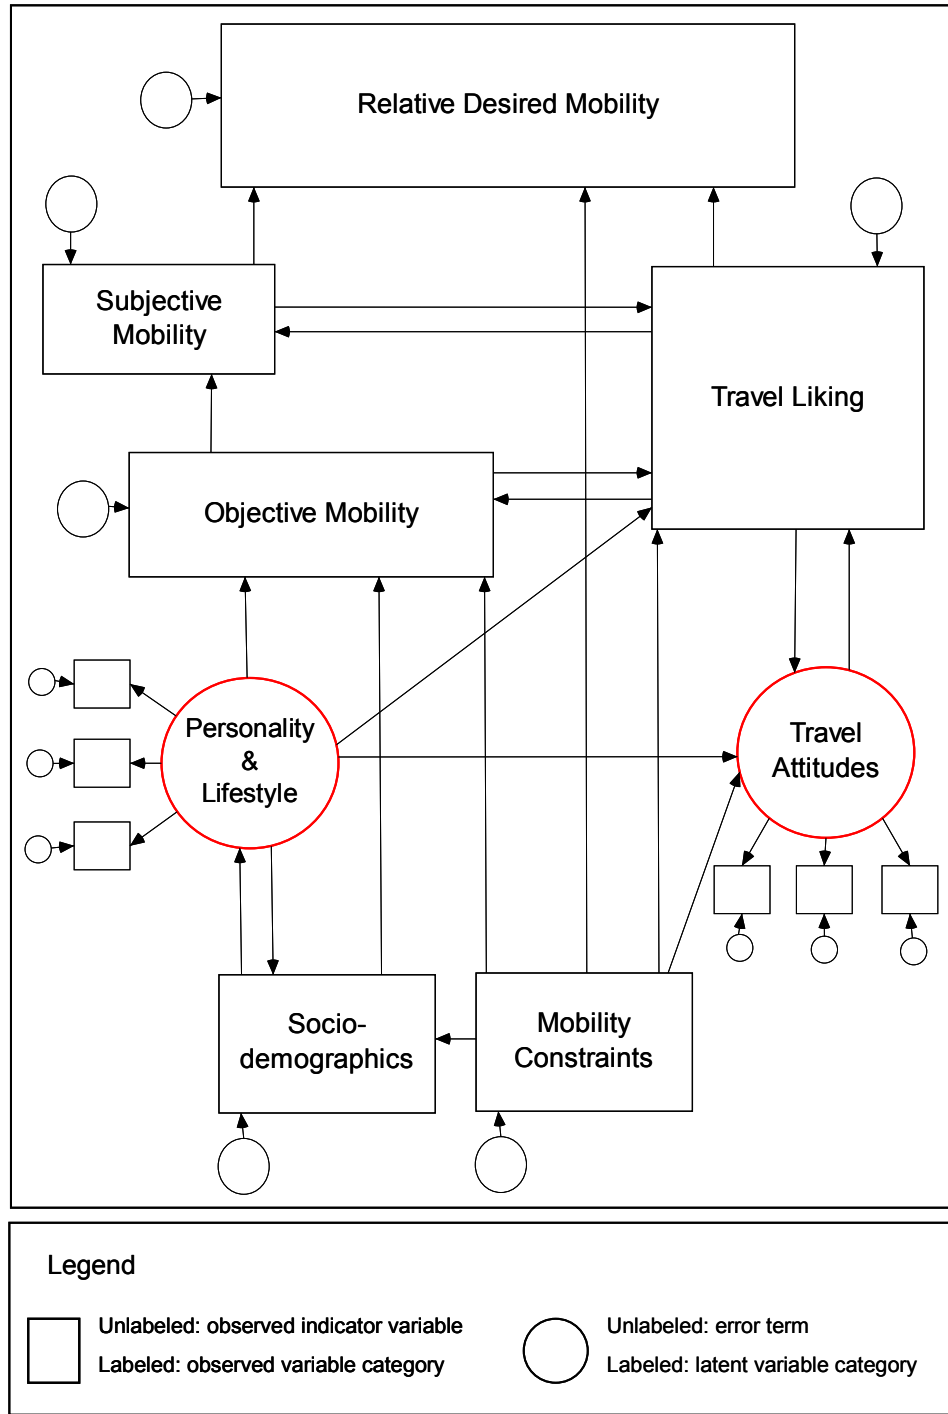 Relative Desired Mobility
Subjective
Mobility
Travel Liking
Objective Mobility
Personality
&
Lifestyle
Travel
Attitudes
Socio-
demographics
Mobility
Constraints
Legend
Unlabeled: observed indicator variable
Labeled: observed variable category
Unlabeled: error term
Labeled: latent variable category